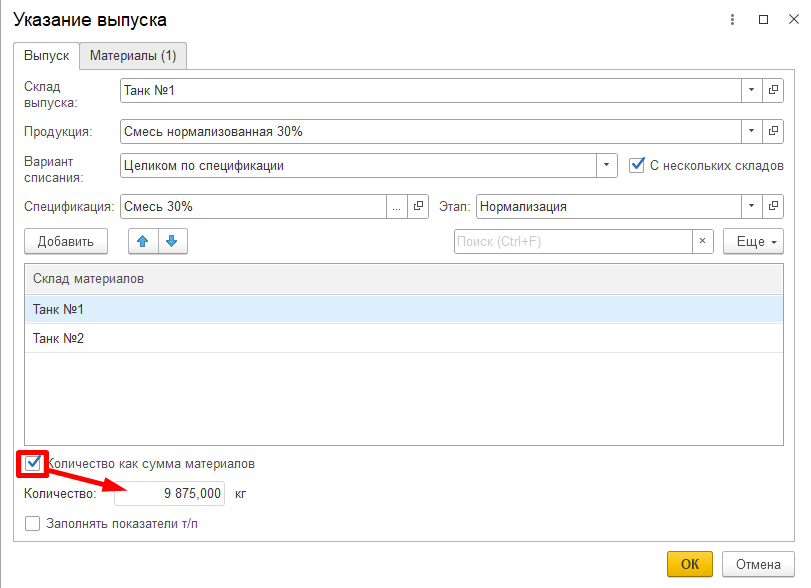 Указание выпуска
Выпуск Материалы (1)
Склад выпуска: Танк №1
Продукция: Смесь нормализованная 30%
Вариант списания: Целиком по спецификации С нескольких складов
Спецификация: Смесь 30% ... Этап: Нормализация
Добавить Поиск (Ctrl+F) × Еще
Склад материалов
Танк №1
Танк №2
Количество как сумма материалов
Количество: 9 875,000 кг
Заполнять показатели т/п
ОК Отмена